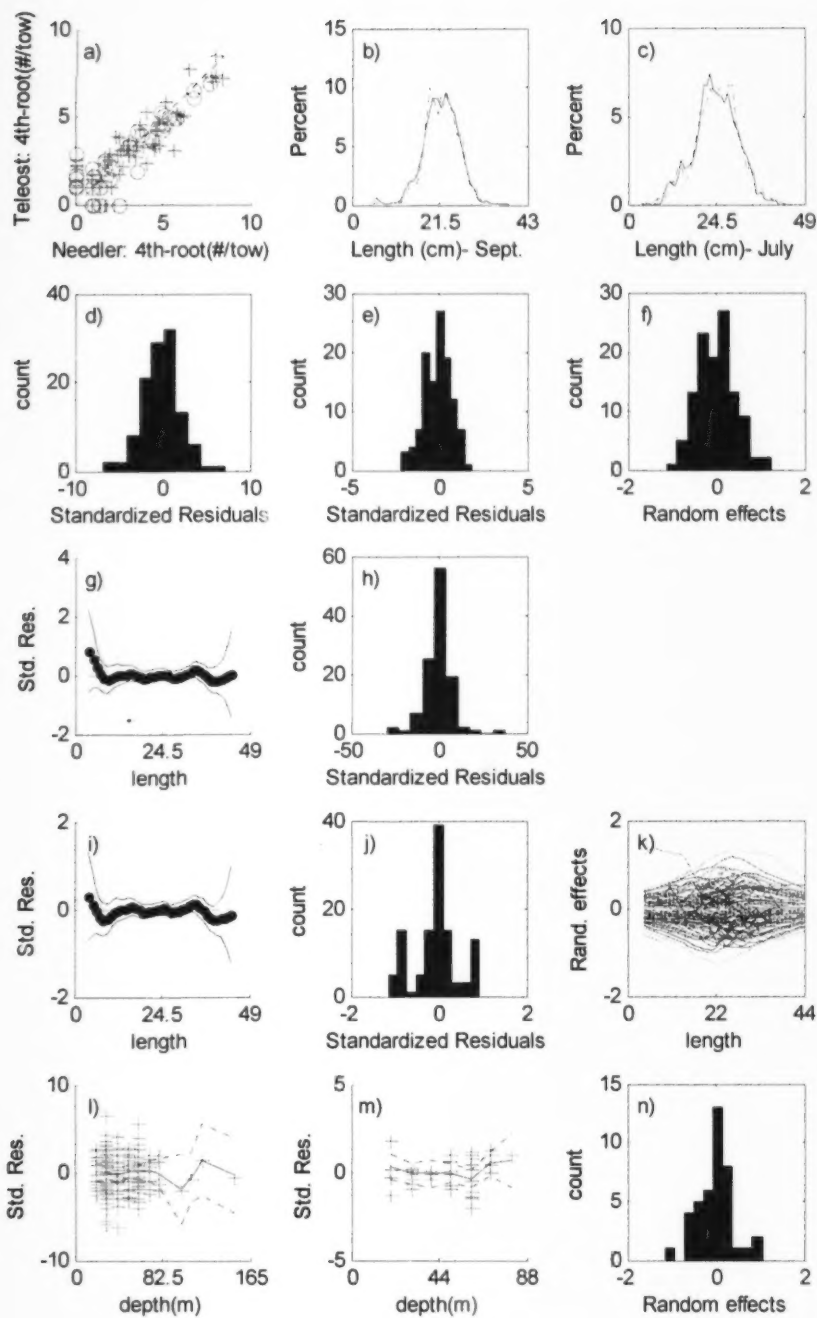 a)
10
5
0
Teleost: 4th-root(#/tow)
0 5 10
Needler: 4th-root(#/tow)
b)
15
10
5
0
Percent
0 21.5 43
Length (cm)- Sept.
c)
10
5
0
Percent
0 24.5 49
Length (cm)- July
d)
40
20
0
count
-10 0 10
Standardized Residuals
e)
30
20
10
0
count
-5 0 5
Standardized Residuals
f)
30
20
10
0
count
-2 0 2
Random effects
g)
4
2
0
-2
Std. Res.
0 24.5 49
length
h)
60
40
20
0
count
-50 0 50
Standardized Residuals
i)
2
0
-2
Std. Res.
0 24.5 49
length
j)
40
20
0
count
-2 0 2
Standardized Residuals
k)
2
0
-2
Rand. effects
0 22 44
length
l)
10
0
-10
Std. Res.
0 82.5 165
depth(m)
m)
5
0
-5
Std. Res.
0 44 88
depth(m)
n)
15
10
5
0
count
-2 0 2
Random effects